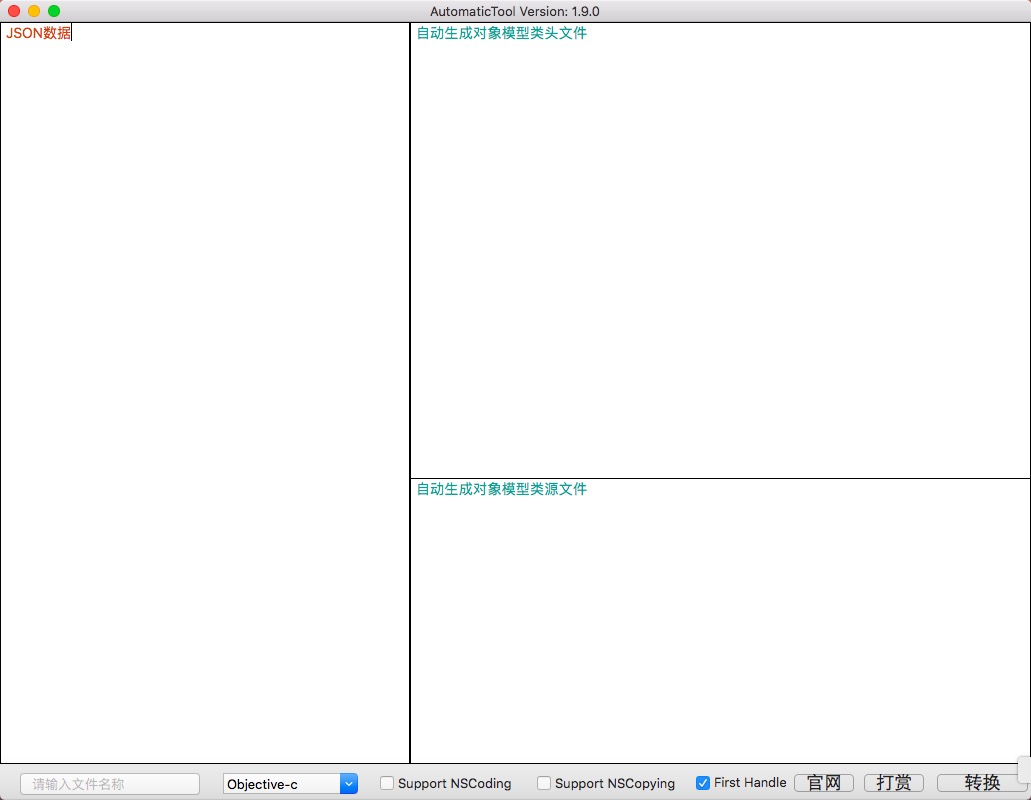 AutomaticTool Version: 1.9.0
JSON数据
自动生成对象模型类头文件
自动生成对象模型类源文件
请输入文件名称 Objective-c Support NSCoding Support NSCopying First Handle 官网 打赏 转换